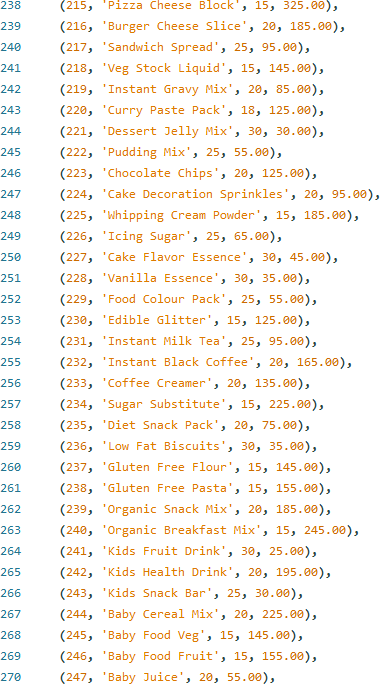 238 (215, 'Pizza Cheese Block', 15, 325.00),
239 (216, 'Burger Cheese Slice', 20, 185.00),
240 (217, 'Sandwich Spread', 25, 95.00),
241 (218, 'Veg Stock Liquid', 15, 145.00),
242 (219, 'Instant Gravy Mix', 20, 85.00),
243 (220, 'Curry Paste Pack', 18, 125.00),
244 (221, 'Dessert Jelly Mix', 30, 30.00),
245 (222, 'Pudding Mix', 25, 55.00),
246 (223, 'Chocolate Chips', 20, 125.00),
247 (224, 'Cake Decoration Sprinkles', 20, 95.00),
248 (225, 'Whipping Cream Powder', 15, 185.00),
249 (226, 'Icing Sugar', 25, 65.00),
250 (227, 'Cake Flavor Essence', 30, 45.00),
251 (228, 'Vanilla Essence', 30, 35.00),
252 (229, 'Food Colour Pack', 25, 55.00),
253 (230, 'Edible Glitter', 15, 125.00),
254 (231, 'Instant Milk Tea', 25, 95.00),
255 (232, 'Instant Black Coffee', 20, 165.00),
256 (233, 'Coffee Creamer', 20, 135.00),
257 (234, 'Sugar Substitute', 15, 225.00),
258 (235, 'Diet Snack Pack', 20, 75.00),
259 (236, 'Low Fat Biscuits', 30, 35.00),
260 (237, 'Gluten Free Flour', 15, 145.00),
261 (238, 'Gluten Free Pasta', 15, 155.00),
262 (239, 'Organic Snack Mix', 20, 185.00),
263 (240, 'Organic Breakfast Mix', 15, 245.00),
264 (241, 'Kids Fruit Drink', 30, 25.00),
265 (242, 'Kids Health Drink', 20, 195.00),
266 (243, 'Kids Snack Bar', 25, 30.00),
267 (244, 'Baby Cereal Mix', 20, 225.00),
268 (245, 'Baby Food Veg', 15, 145.00),
269 (246, 'Baby Food Fruit', 15, 155.00),
270 (247, 'Baby Juice', 20, 55.00),